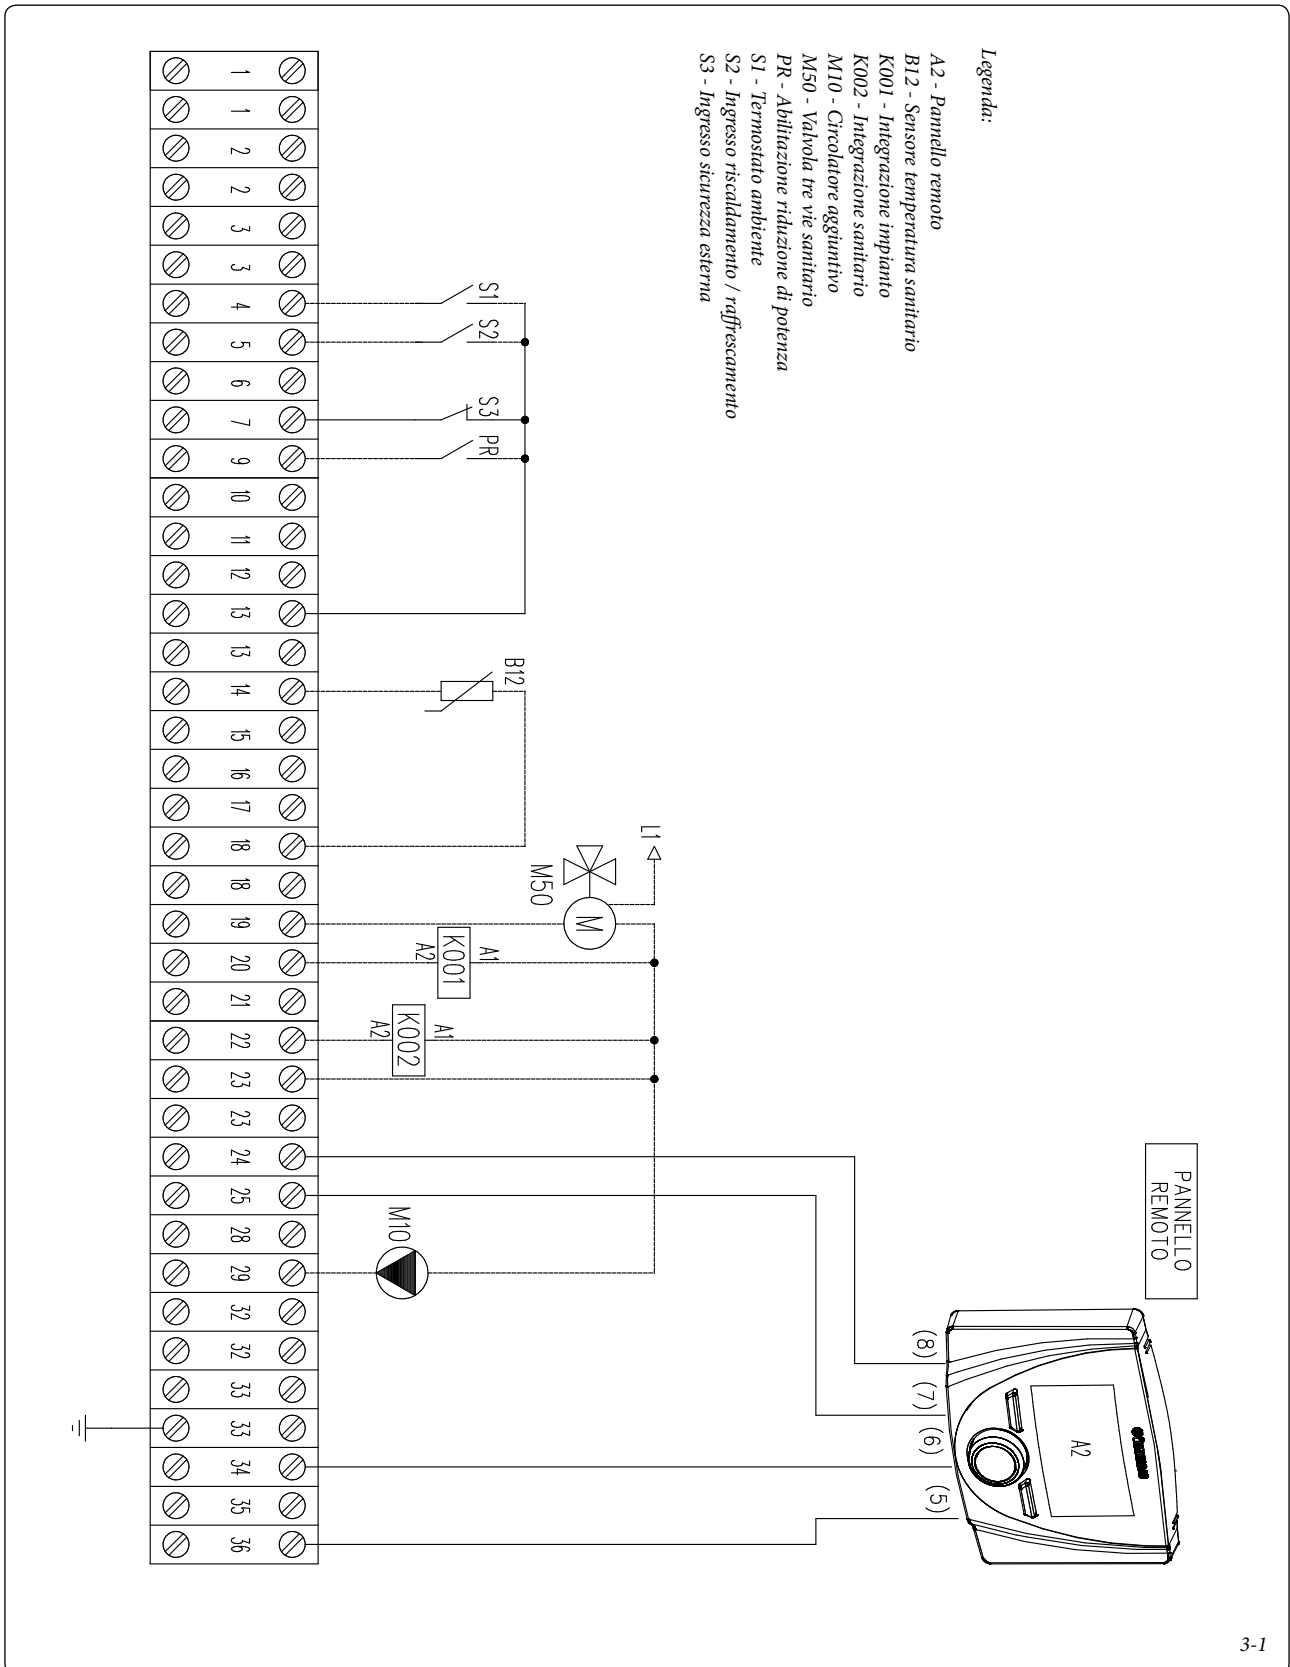 Legenda:
A2 - Pannello remoto
B12 - Sensore temperatura sanitario
K001 - Integrazione impianto
K002 - Integrazione sanitario
M10 - Circolatore aggiuntivo
M50 - Valvola tre vie sanitario
PR - Abilitazione riduzione di potenza
S1 - Termostato ambiente
S2 - Ingresso riscaldamento / raffrescamento
S3 - Ingresso sicurezza esterna
PANNELLO
REMOTO
A2
(8)
(7)
(6)
(5)
L1
M50
M
S1
S2
S3
PR
B12
A1
K001
A2
A1
K002
A2
M10
1
1
2
2
3
3
4
5
6
7
9
10
11
12
13
13
14
15
16
17
18
18
19
20
21
22
23
23
24
25
28
29
32
32
33
33
34
35
36
3-1